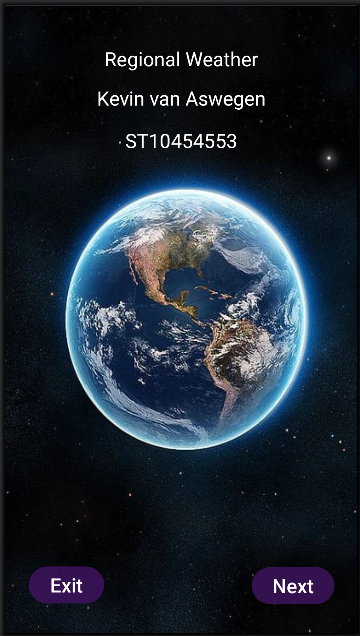 Regional Weather
Kevin van Aswegen
ST10454553
Exit
Next